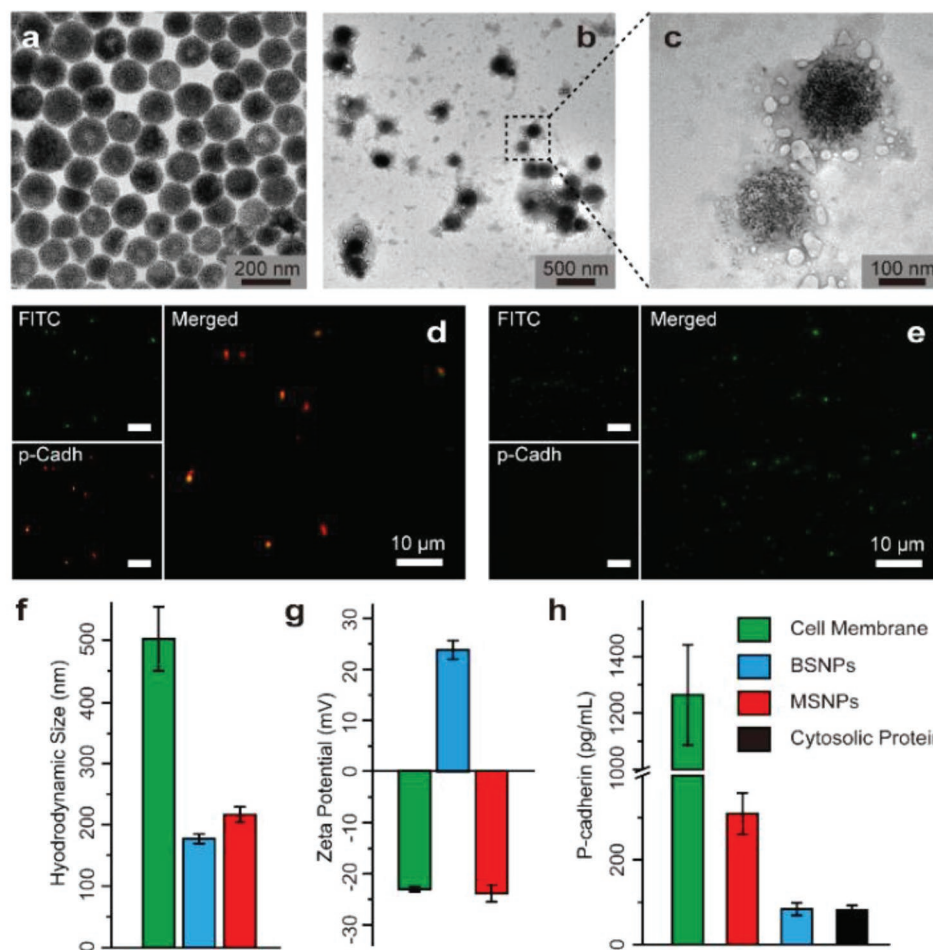 a
200 nm
b
500 nm
c
100 nm
FITC
Merged
d
p-Cadh
10 µm
FITC
Merged
e
p-Cadh
10 µm
f
Hyodrodynamic Size (nm)
500
400
300
200
100
0
g
Zeta Potential (mV)
30
20
10
0
-10
-20
-30
h
P-cadherin (pg/mL)
1400
1200
1000
200
Cell Membrane
BSNPs
MSNPs
Cytosolic Protein